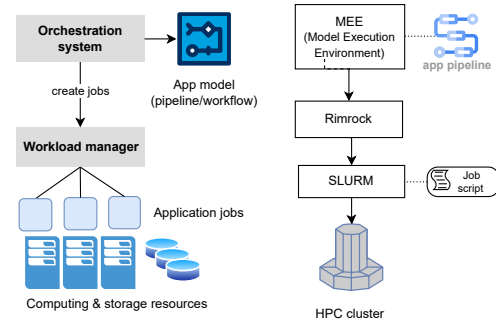 Orchestration
system
App model
(pipeline/workflow)
create jobs
Workload manager
Application jobs
Computing & storage resources
MEE
(Model Execution
Environment)
app pipeline
Rimrock
SLURM
Job
script
HPC cluster